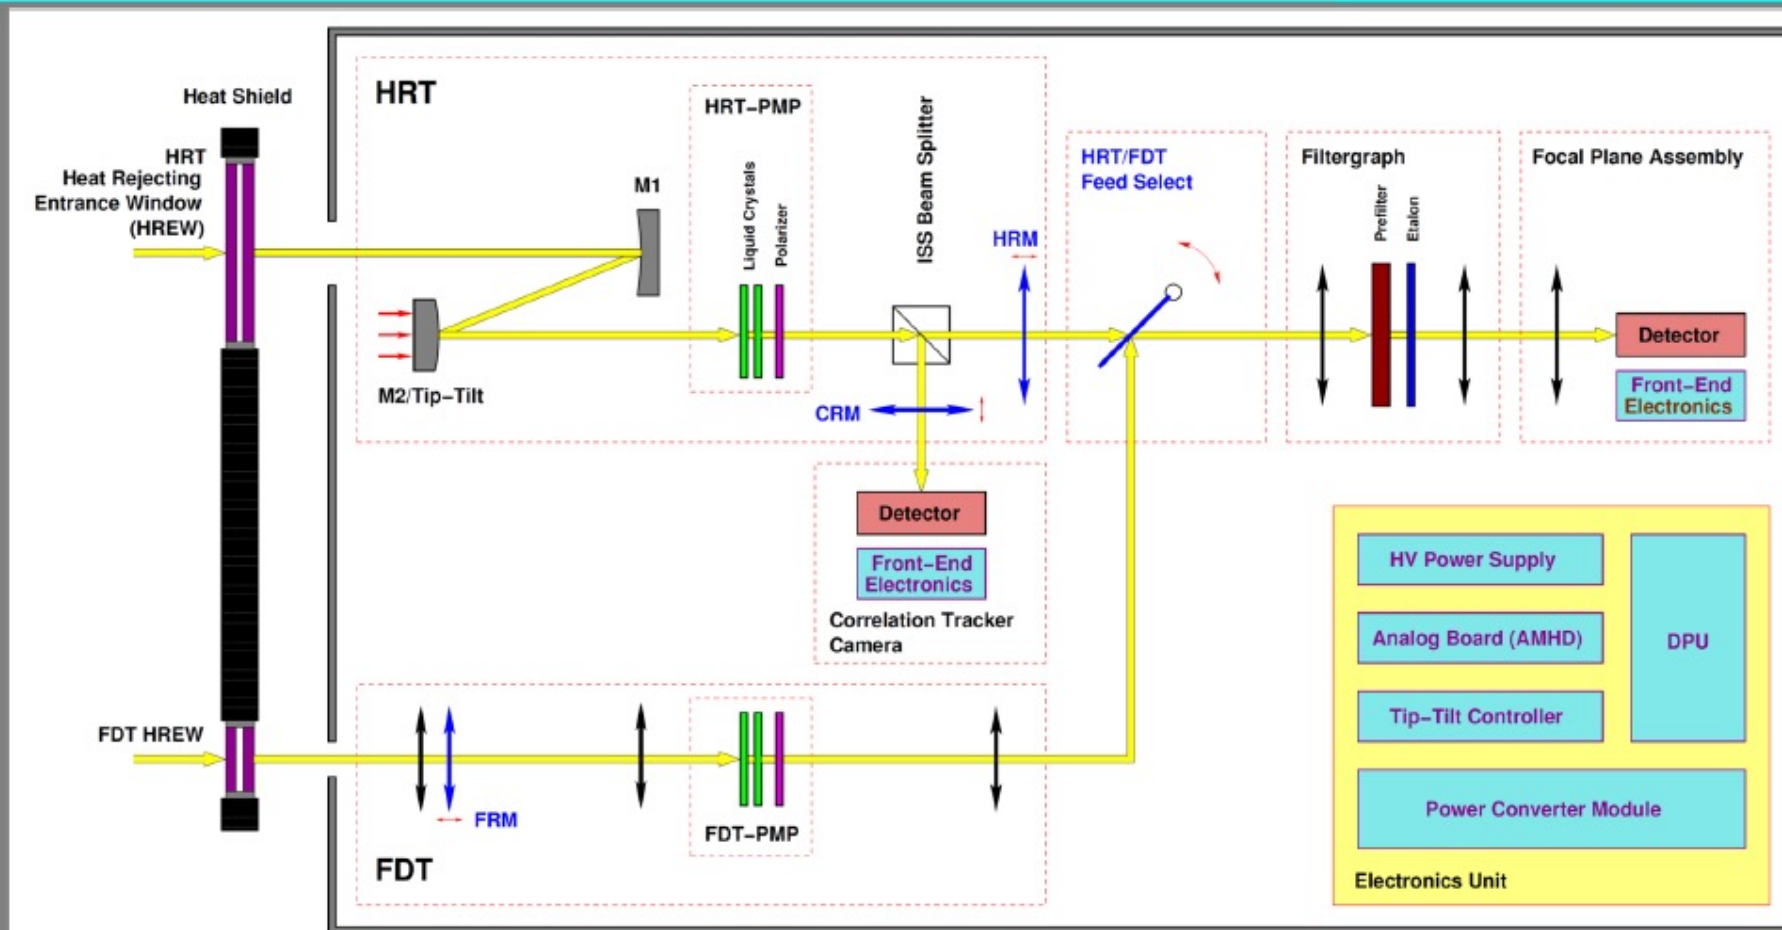 Heat Shield
HRT
Heat Rejecting
Entrance Window
(HREW)
HRT
M1
M2/Tip-Tilt
HRT-PMP
Liquid Crystals
Polarizer
ISS Beam Splitter
HRM
CRM
Detector
Front-End
Electronics
Correlation Tracker
Camera
HRT/FDT
Feed Select
Filtergraph
Prefilter
Etalon
Focal Plane Assembly
Detector
Front-End
Electronics
FDT HREW
FRM
FDT-PMP
FDT
HV Power Supply
Analog Board (AMHD)
Tip-Tilt Controller
DPU
Power Converter Module
Electronics Unit